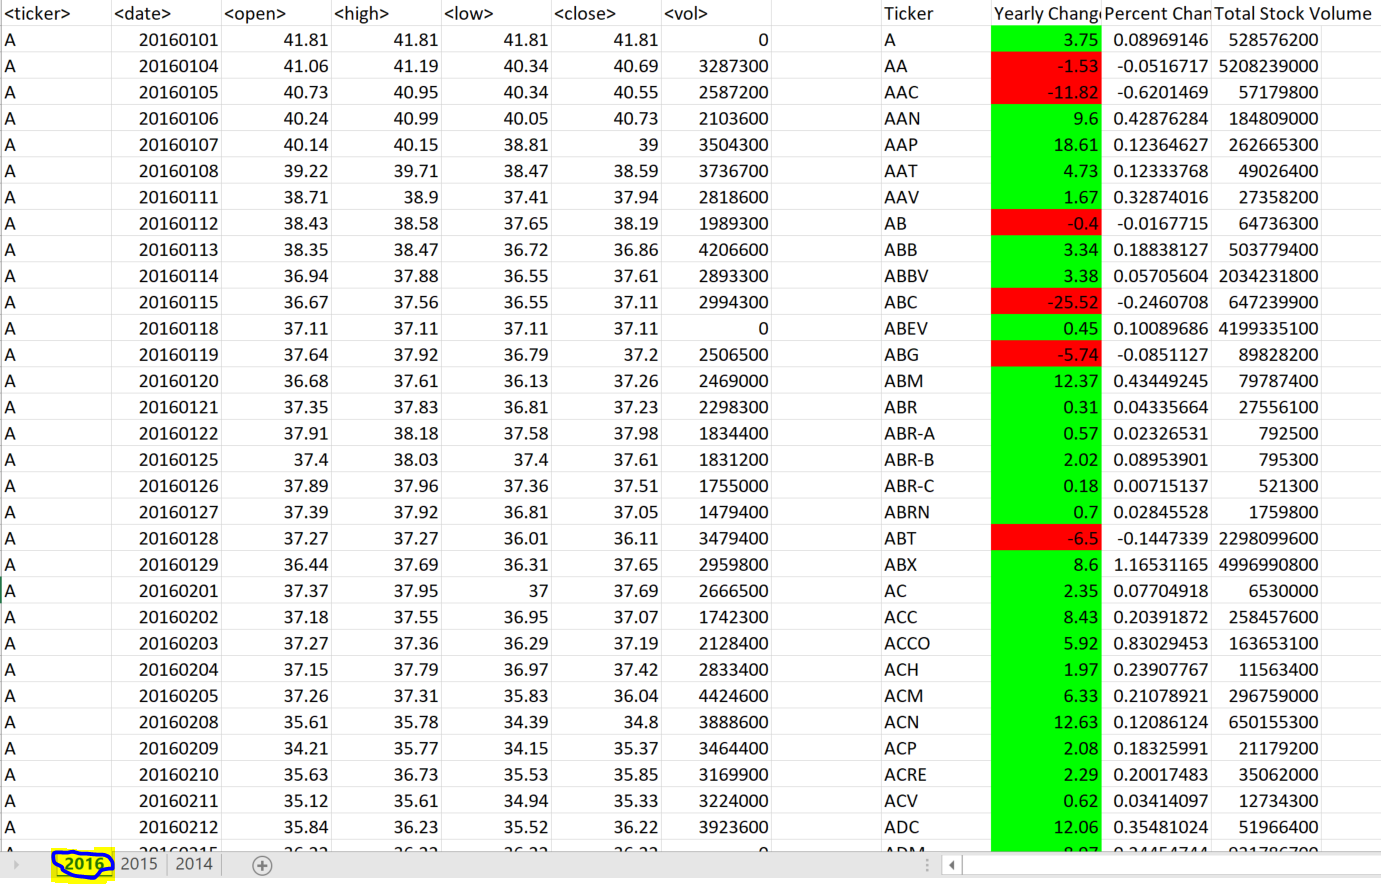 <ticker> <date> <open> <high> <low> <close> <vol> Ticker Yearly Chang Percent Chan Total Stock Volume
A 20160101 41.81 41.81 41.81 41.81 0 A 3.75 0.08969146 528576200
A 20160104 41.06 41.19 40.34 40.69 3287300 AA -1.53 -0.0516717 5208239000
A 20160105 40.73 40.95 40.34 40.55 2587200 AAC -11.82 -0.6201469 57179800
A 20160106 40.24 40.99 40.05 40.73 2103600 AAN 9.6 0.42876284 184809000
A 20160107 40.14 40.15 38.81 39 3504300 AAP 18.61 0.12364627 262665300
A 20160108 39.22 39.71 38.47 38.59 3736700 AAT 4.73 0.12333768 49026400
A 20160111 38.71 38.9 37.41 37.94 2818600 AAV 1.67 0.32874016 27358200
A 20160112 38.43 38.58 37.65 38.19 1989300 AB -0.4 -0.0167715 64736300
A 20160113 38.35 38.47 36.72 36.86 4206600 ABB 3.34 0.18838127 503779400
A 20160114 36.94 37.88 36.55 37.61 2893300 ABBV 3.38 0.05705604 2034231800
A 20160115 36.67 37.56 36.55 37.11 2994300 ABC -25.52 -0.2460708 647239900
A 20160118 37.11 37.11 37.11 37.11 0 ABEV 0.45 0.10089686 4199335100
A 20160119 37.64 37.92 36.79 37.2 2506500 ABG -5.74 -0.0851127 89828200
A 20160120 36.68 37.61 36.13 37.26 2469000 ABM 12.37 0.43449245 79787400
A 20160121 37.35 37.83 36.81 37.23 2298300 ABR 0.31 0.04335664 27556100
A 20160122 37.91 38.18 37.58 37.98 1834400 ABR-A 0.57 0.02326531 792500
A 20160125 37.4 38.03 37.4 37.61 1831200 ABR-B 2.02 0.08953901 795300
A 20160126 37.89 37.96 37.36 37.51 1755000 ABR-C 0.18 0.00715137 521300
A 20160127 37.39 37.92 36.81 37.05 1479400 ABRN 0.7 0.02845528 1759800
A 20160128 37.27 37.27 36.01 36.11 3479400 ABT -6.5 -0.1447339 2298099600
A 20160129 36.44 37.69 36.31 37.65 2959800 ABX 8.6 1.16531165 4996990800
A 20160201 37.37 37.95 37 37.69 2666500 AC 2.35 0.07704918 6530000
A 20160202 37.18 37.55 36.95 37.07 1742300 ACC 8.43 0.20391872 258457600
A 20160203 37.27 37.36 36.29 37.19 2128400 ACCO 5.92 0.83029453 163653100
A 20160204 37.15 37.79 36.97 37.42 2833400 ACH 1.97 0.23907767 11563400
A 20160205 37.26 37.31 35.83 36.04 4424600 ACM 6.33 0.21078921 296759000
A 20160208 35.61 35.78 34.39 34.8 3888600 ACN 12.63 0.12086124 650155300
A 20160209 34.21 35.77 34.15 35.37 3464400 ACP 2.08 0.18325991 21179200
A 20160210 35.63 36.73 35.53 35.85 3169900 ACRE 2.29 0.20017483 35062000
A 20160211 35.12 35.61 34.94 35.33 3224000 ACV 0.62 0.03414097 12734300
A 20160212 35.84 36.23 35.52 36.22 3923600 ADC 12.06 0.35481024 51966400
2016 2015 2014